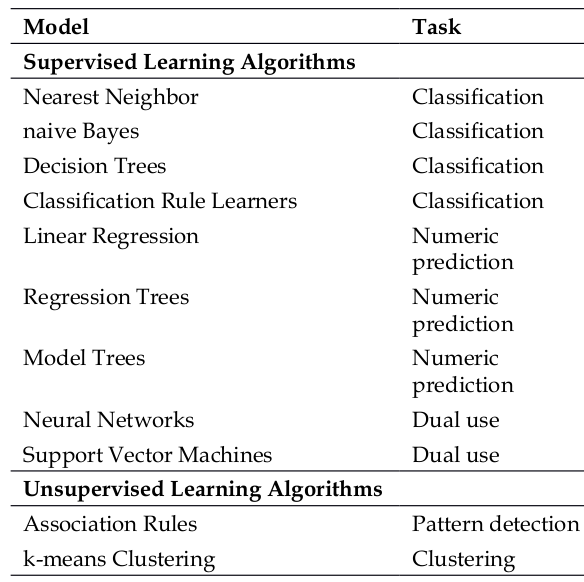 Model Task
Supervised Learning Algorithms
Nearest Neighbor Classification
naive Bayes Classification
Decision Trees Classification
Classification Rule Learners Classification
Linear Regression Numeric
prediction
Regression Trees Numeric
prediction
Model Trees Numeric
prediction
Neural Networks Dual use
Support Vector Machines Dual use
Unsupervised Learning Algorithms
Association Rules Pattern detection
k-means Clustering Clustering